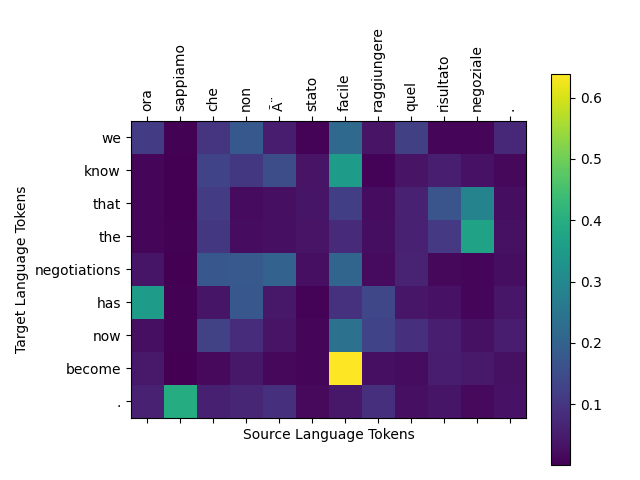 ora sappiamo che non Ã¨ stato facile raggiungere quel risultato negoziale .
we
know
that
the
negotiations
has
now
become
.
Target Language Tokens
Source Language Tokens
0.6
0.5
0.4
0.3
0.2
0.1